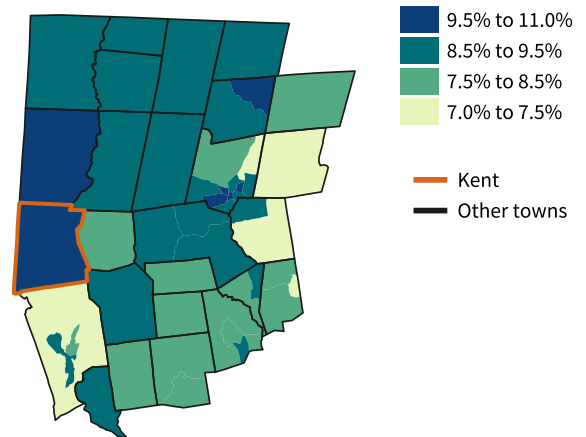 9.5% to 11.0%
8.5% to 9.5%
7.5% to 8.5%
7.0% to 7.5%
Kent
Other towns